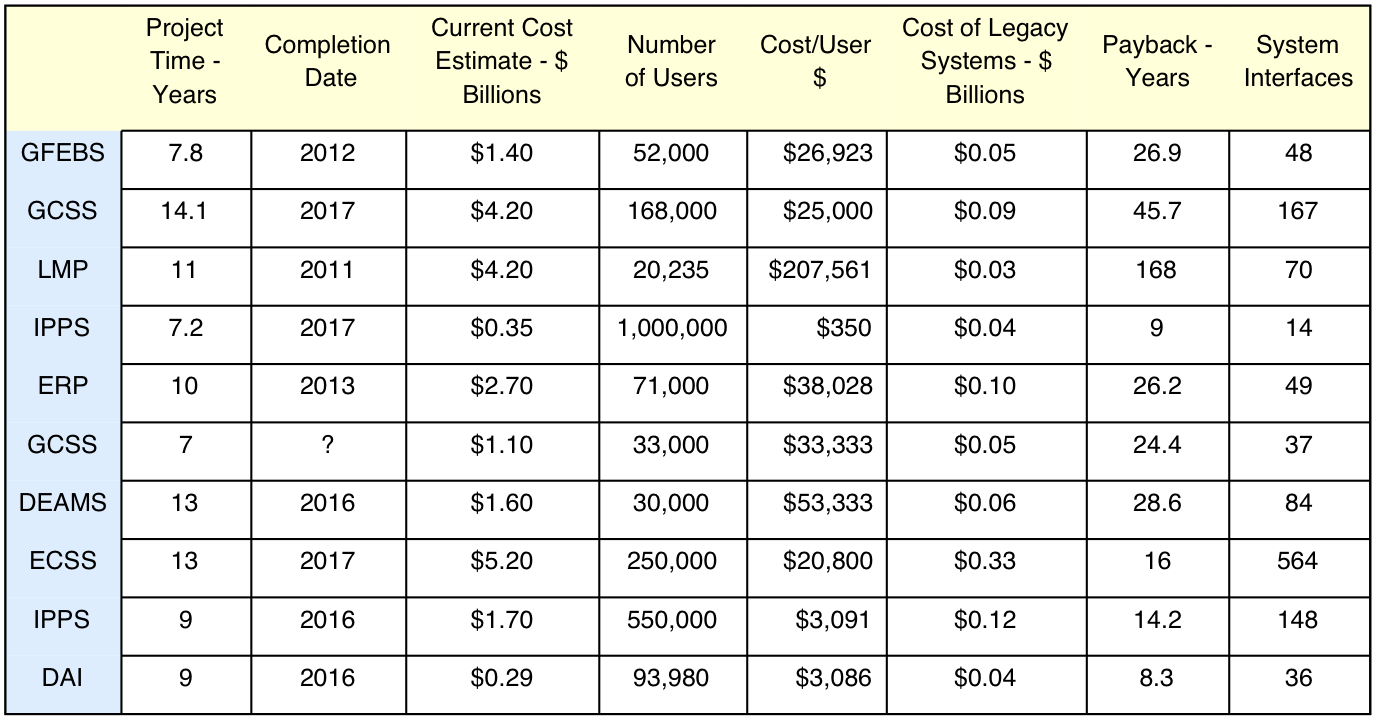 Project Time - Years Completion Date Current Cost Estimate - $ Billions Number of Users Cost/User $ Cost of Legacy Systems - $ Billions Payback - Years System Interfaces
GFEBS 7.8 2012 $1.40 52,000 $26,923 $0.05 26.9 48
GCSS 14.1 2017 $4.20 168,000 $25,000 $0.09 45.7 167
LMP 11 2011 $4.20 20,235 $207,561 $0.03 168 70
IPPS 7.2 2017 $0.35 1,000,000 $350 $0.04 9 14
ERP 10 2013 $2.70 71,000 $38,028 $0.10 26.2 49
GCSS 7 ? $1.10 33,000 $33,333 $0.05 24.4 37
DEAMS 13 2016 $1.60 30,000 $53,333 $0.06 28.6 84
ECSS 13 2017 $5.20 250,000 $20,800 $0.33 16 564
IPPS 9 2016 $1.70 550,000 $3,091 $0.12 14.2 148
DAI 9 2016 $0.29 93,980 $3,086 $0.04 8.3 36